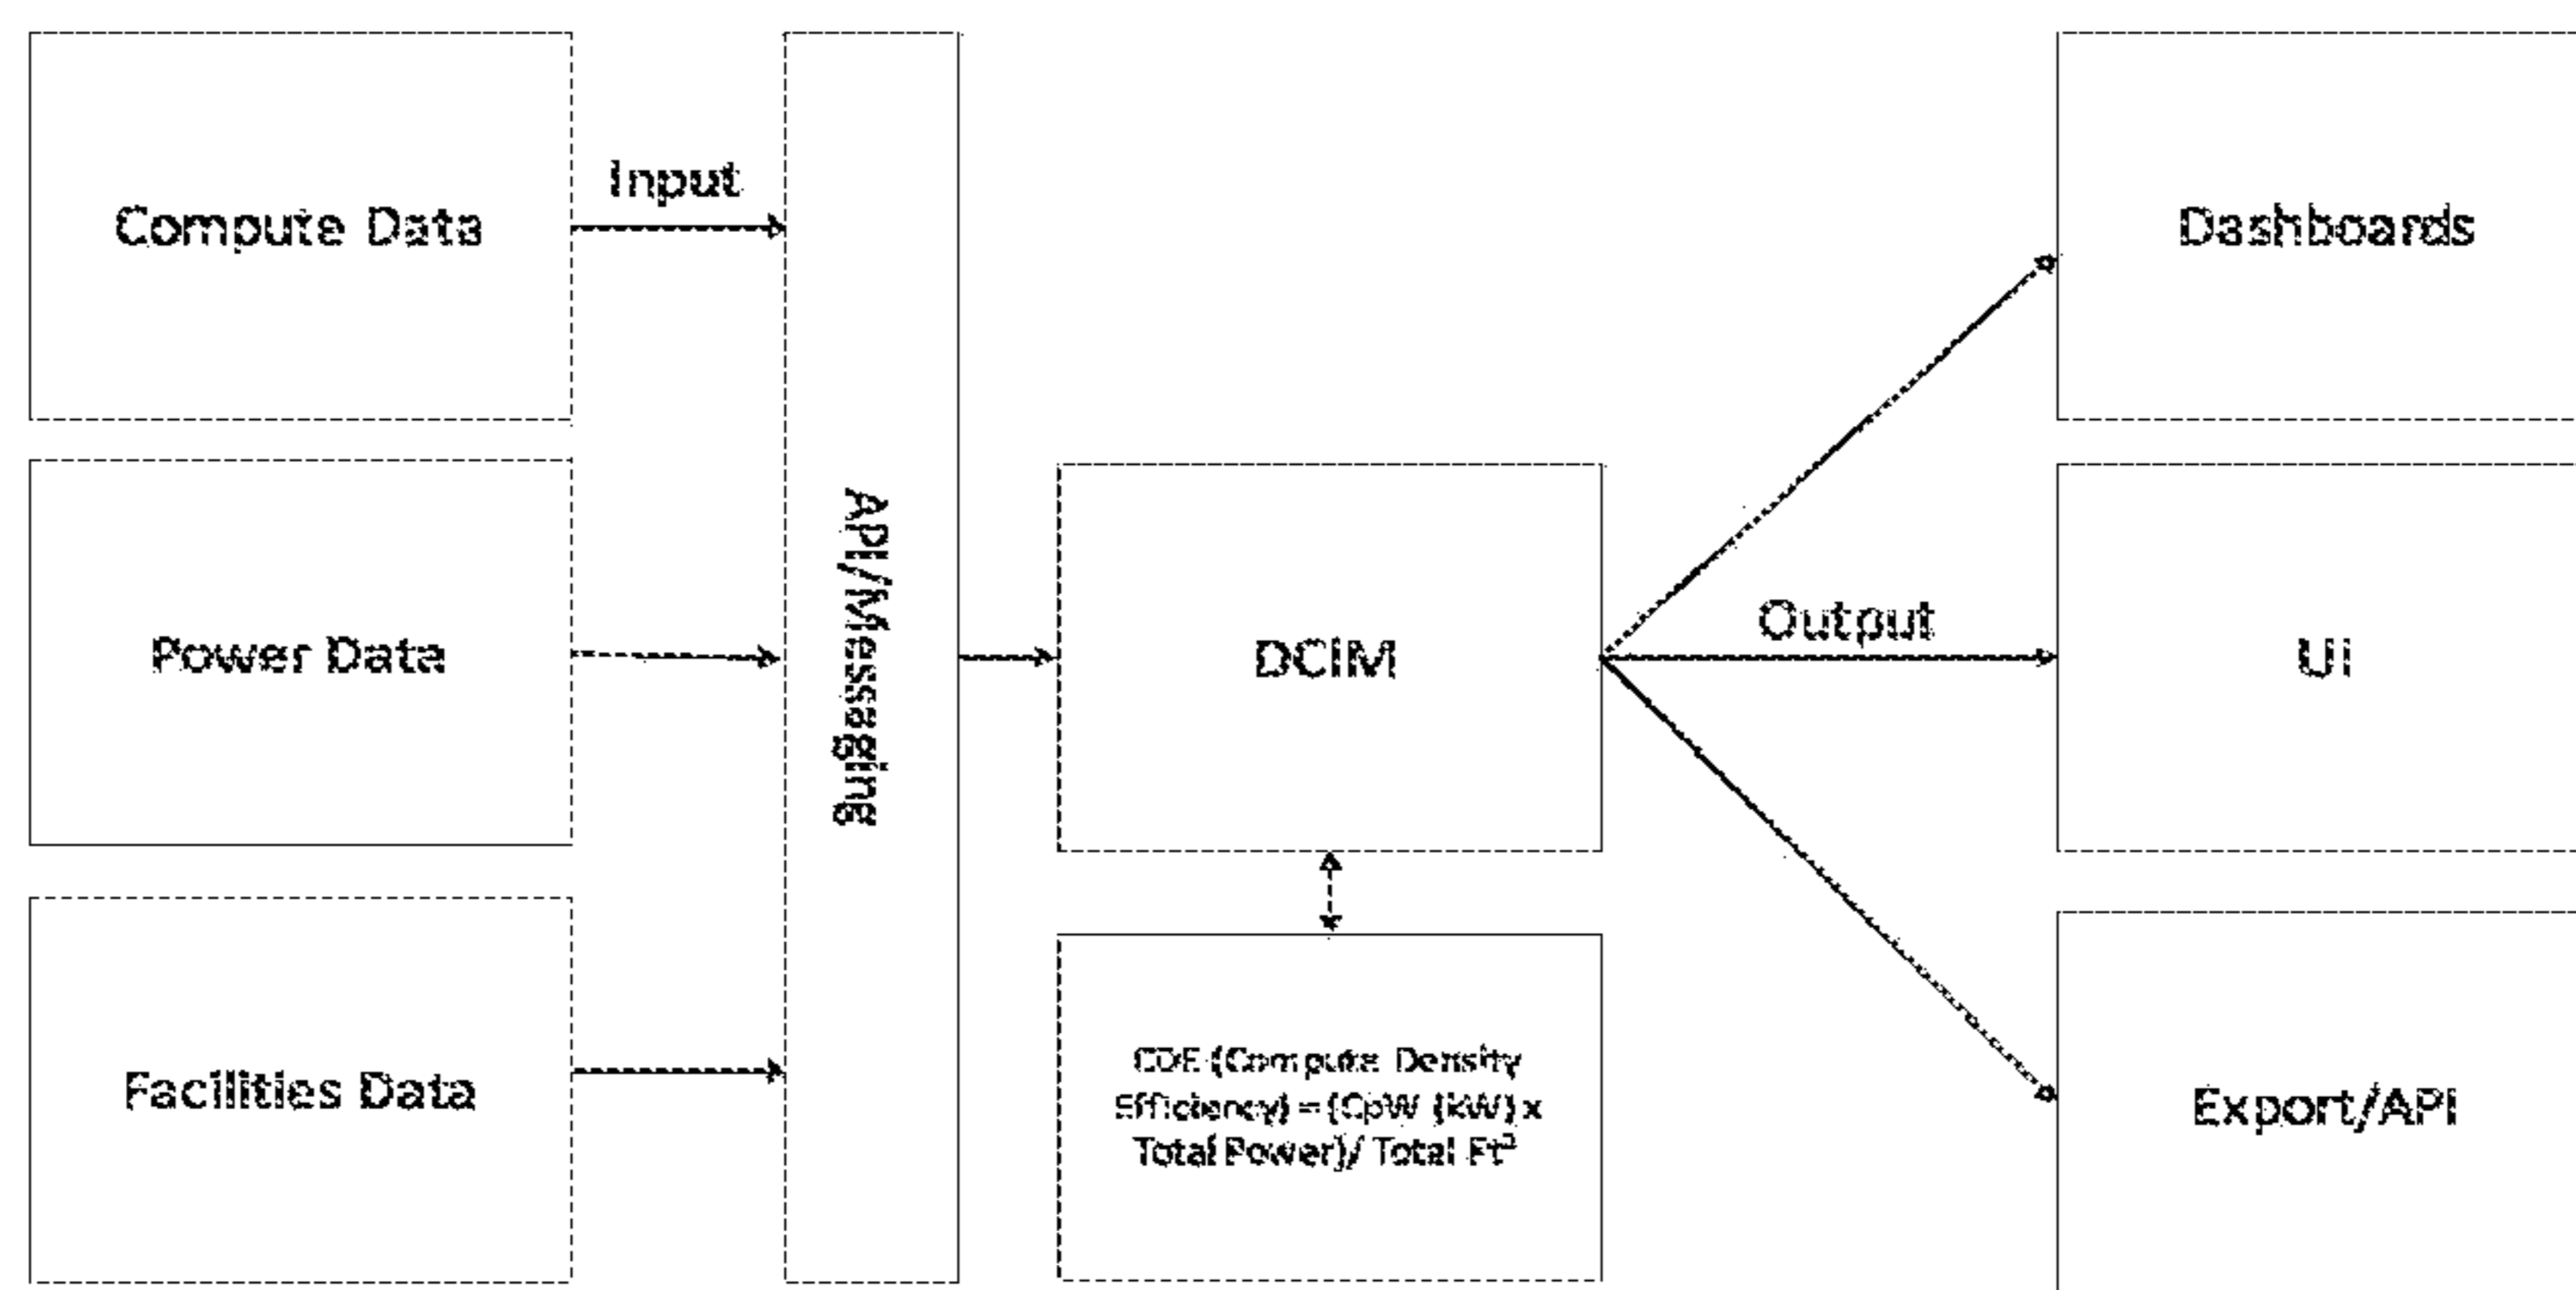 Compute Data
Input
API/Messaging
Dashboards
Power Data
DCIM
Output
UI
Facilities Data
CDE (Compute Density
Efficiency) = (CpW (kW) x
Total Power)/ Total Ft²
Export/API